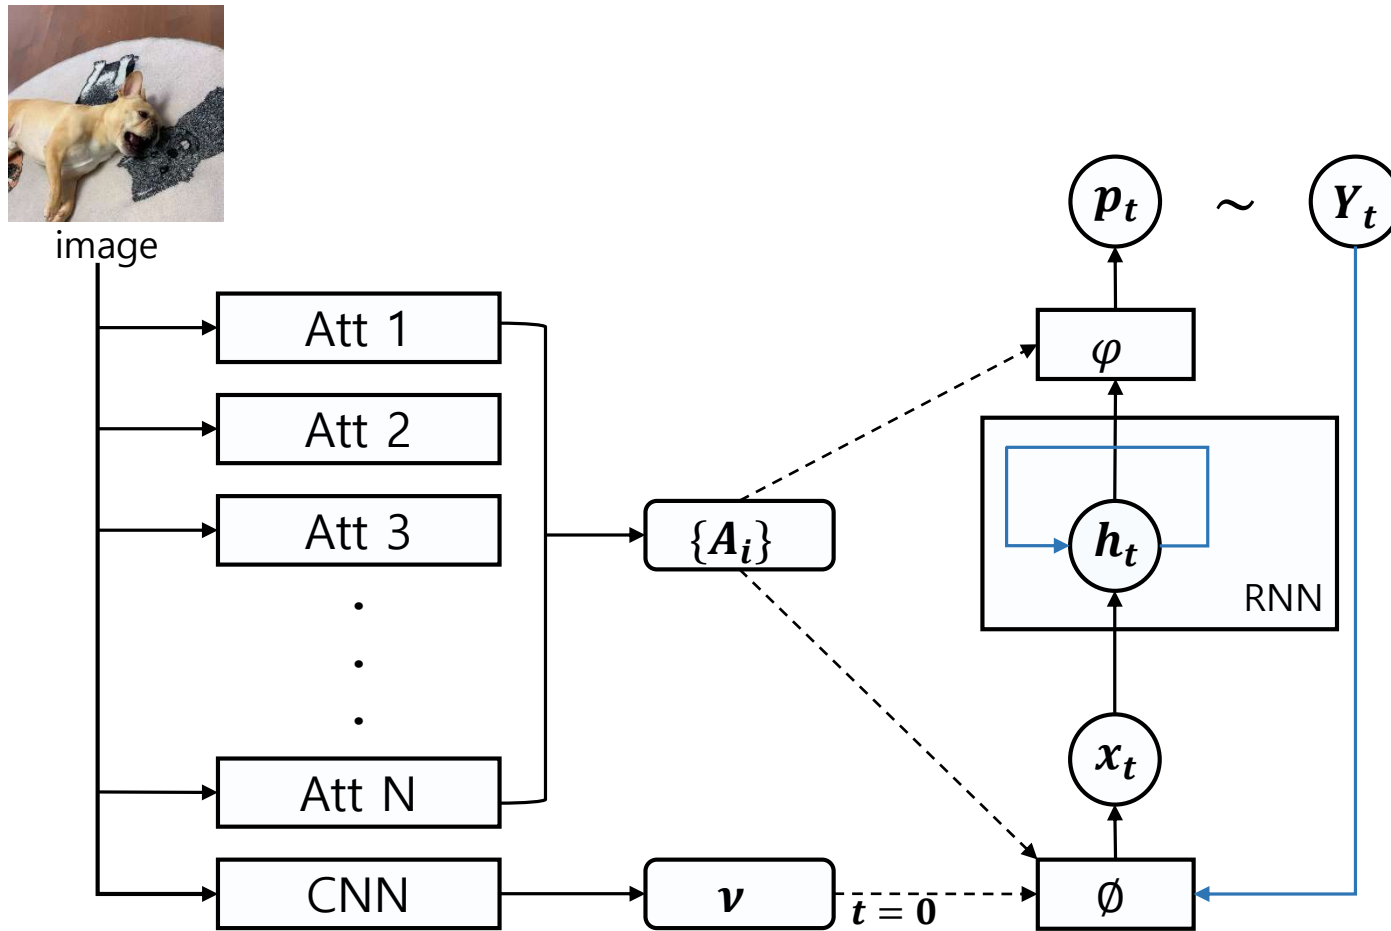 image
Att 1
Att 2
Att 3
Att N
CNN
{A_i}
ν
t = 0
p_t
~
Y_t
φ
h_t
RNN
x_t
∅